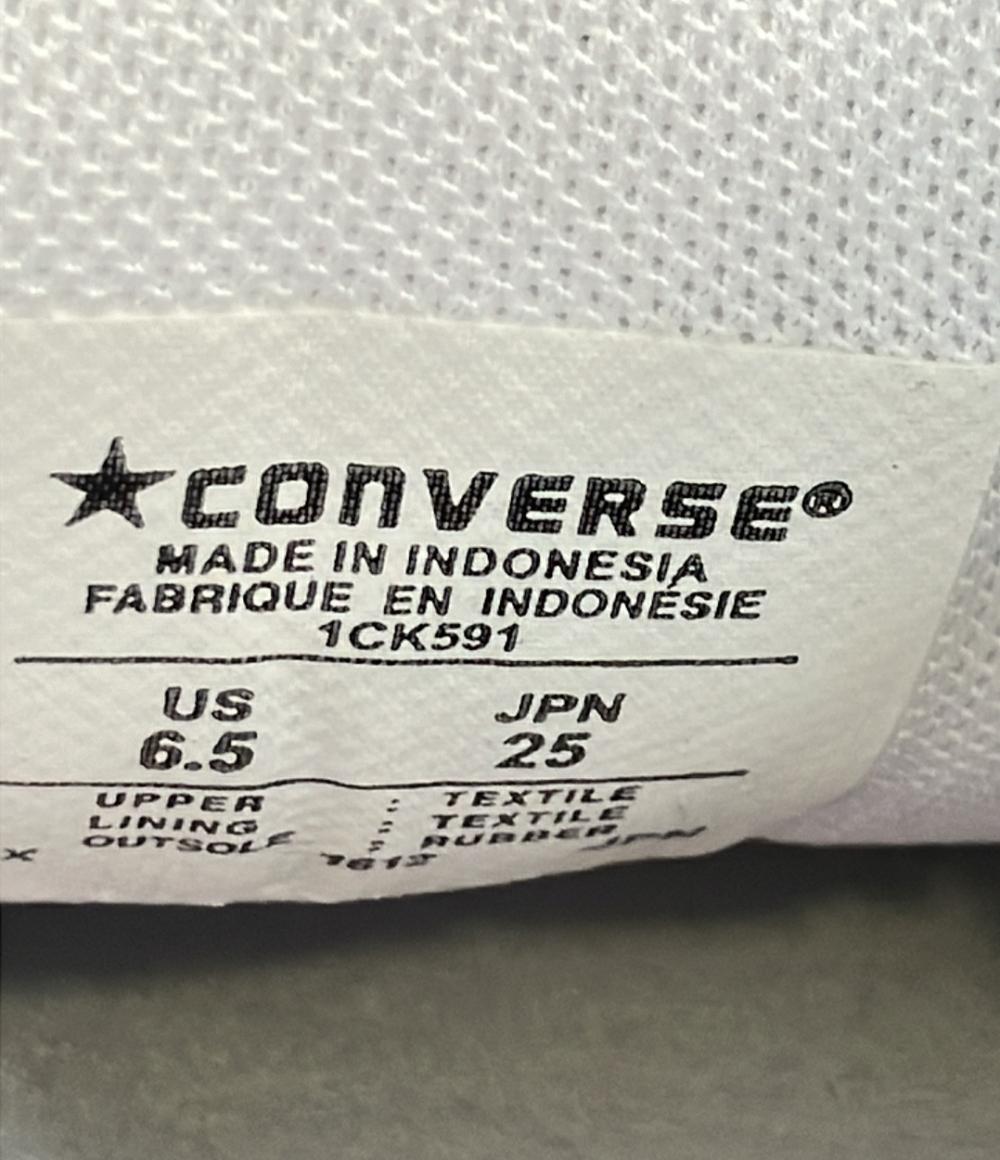 ★CONVERSE®
MADE IN INDONESIA
FABRIQUE EN INDONÉSIE
1CK591
US JPN
6.5 25
UPPER : TEXTILE
LINING : TEXTILE
OUTSOLE : RUBBER
X JPN